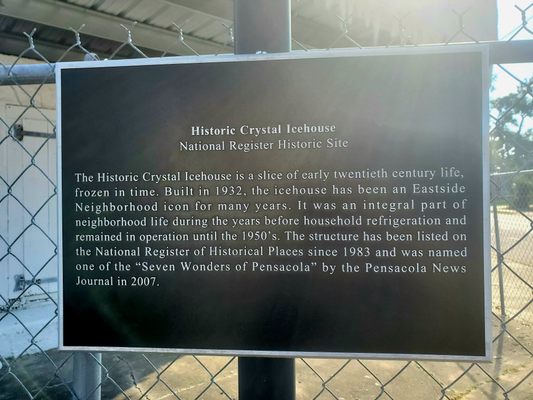 Historic Crystal Icehouse
National Register Historic Site
The Historic Crystal Icehouse is a slice of early twentieth century life,
frozen in time. Built in 1932, the icehouse has been an Eastside
Neighborhood icon for many years. It was an integral part of
neighborhood life during the years before household refrigeration and
remained in operation until the 1950's. The structure has been listed on
the National Register of Historical Places since 1983 and was named
one of the “Seven Wonders of Pensacola” by the Pensacola News
Journal in 2007.